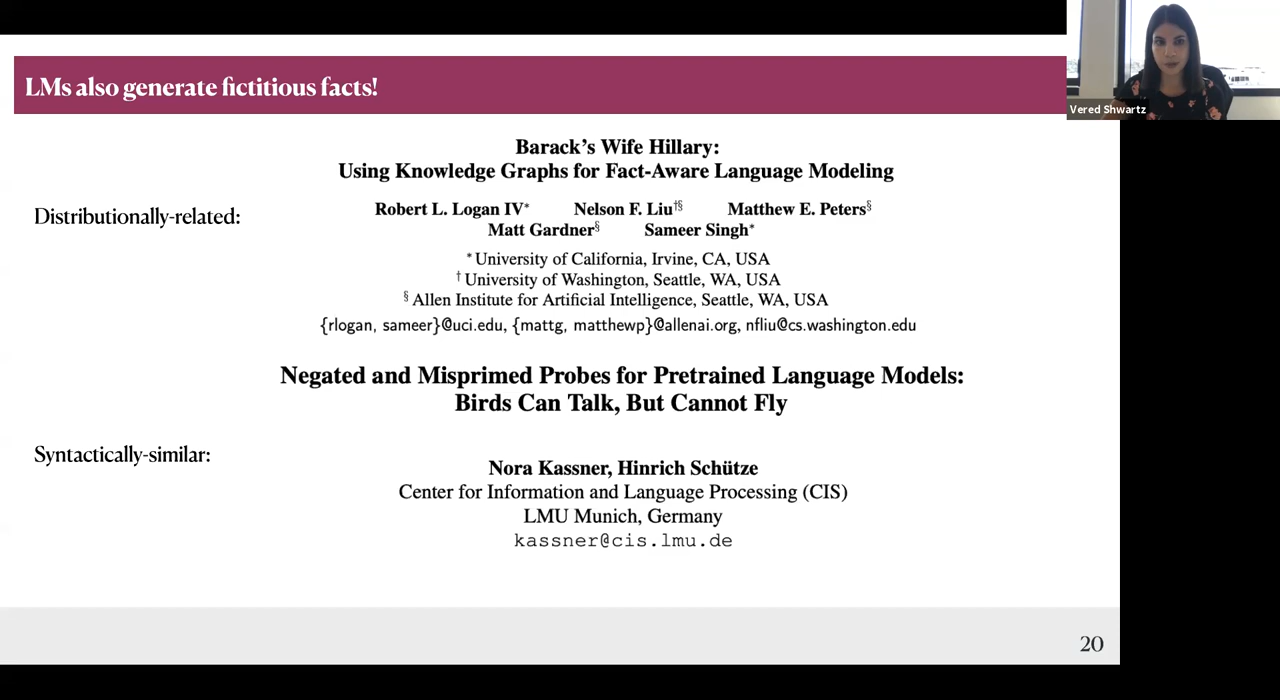 LMs also generate fictitious facts!
Vered Shwartz
Barack's Wife Hillary:
Using Knowledge Graphs for Fact-Aware Language Modeling
Distributionally-related:
Robert L. Logan IV* Nelson F. Liu†§ Matthew E. Peters§
Matt Gardner§ Sameer Singh*
*University of California, Irvine, CA, USA
†University of Washington, Seattle, WA, USA
§Allen Institute for Artificial Intelligence, Seattle, WA, USA
{rlogan, sameer}@uci.edu, {mattg, matthewp}@allenai.org, nfliu@cs.washington.edu
Negated and Misprimed Probes for Pretrained Language Models:
Birds Can Talk, But Cannot Fly
Syntactically-similar:
Nora Kassner, Hinrich Schütze
Center for Information and Language Processing (CIS)
LMU Munich, Germany
kassner@cis.lmu.de
20